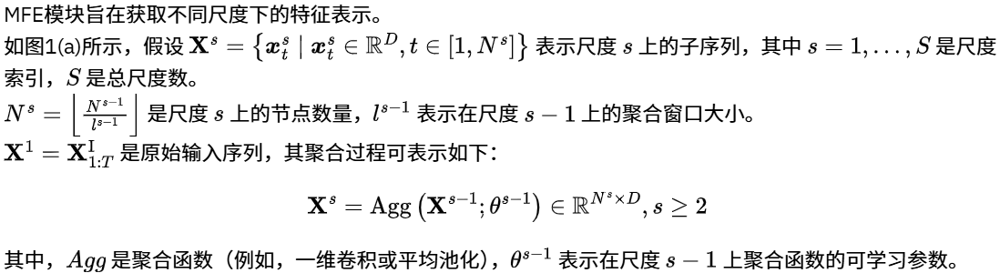 MFE模块旨在获取不同尺度下的特征表示。
如图1(a)所示，假设 $\mathbf{X}^s = \left\{ \boldsymbol{x}_t^s \mid \boldsymbol{x}_t^s \in \mathbb{R}^D, t \in [1, N^s] \right\}$ 表示尺度 $s$ 上的子序列，其中 $s = 1, \ldots, S$ 是尺度
索引，$S$ 是总尺度数。
$N^s = \left\lfloor \frac{N^{s-1}}{l^{s-1}} \right\rfloor$ 是尺度 $s$ 上的节点数量，$l^{s-1}$ 表示在尺度 $s-1$ 上的聚合窗口大小。
$\mathbf{X}^1 = \mathbf{X}_{1:T}^{\mathrm{I}}$ 是原始输入序列，其聚合过程可表示如下：
$\mathbf{X}^s = \mathrm{Agg}\left( \mathbf{X}^{s-1}; \theta^{s-1} \right) \in \mathbb{R}^{N^s \times D}, s \geq 2$
其中，$Agg$ 是聚合函数（例如，一维卷积或平均池化），$\theta^{s-1}$ 表示在尺度 $s-1$ 上聚合函数的可学习参数。